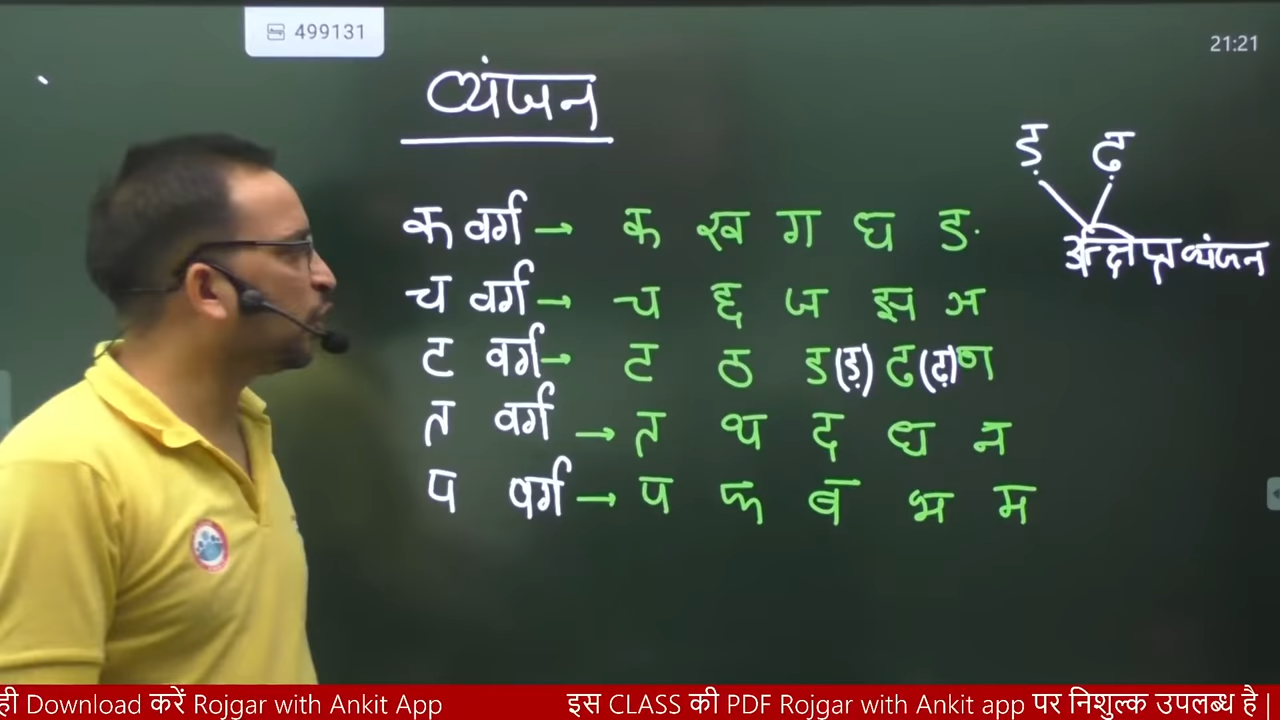 499131
21:21
व्यंजन
ड़ ढ़
उत्क्षिप्त व्यंजन
क वर्ग → क ख ग घ ङ
च वर्ग → च छ ज झ ञ
ट वर्ग → ट ठ ड (ड़) ढ (ढ़) ण
त वर्ग → त थ द ध न
प वर्ग → प फ ब भ म
ही Download करें Rojgar with Ankit App इस CLASS की PDF Rojgar with Ankit app पर निशुल्क उपलब्ध है |